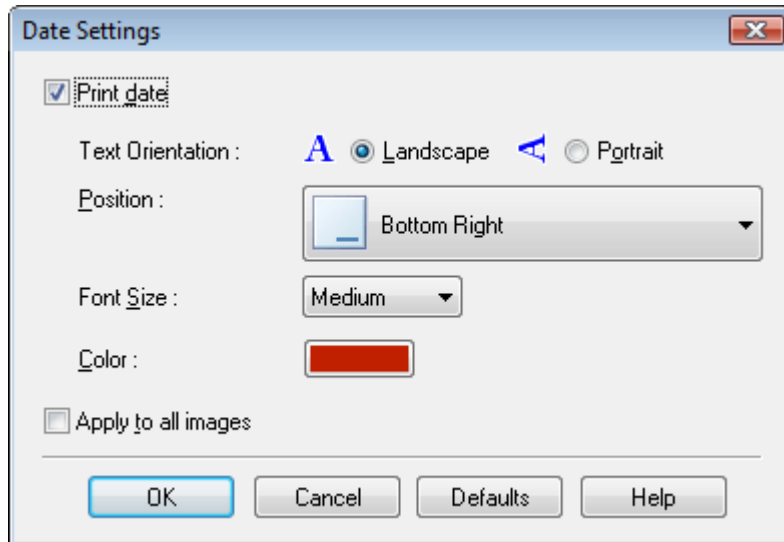 Date Settings
Print date
Text Orientation : A Landscape A Portrait
Position : Bottom Right
Font Size : Medium
Color :
Apply to all images
OK Cancel Defaults Help